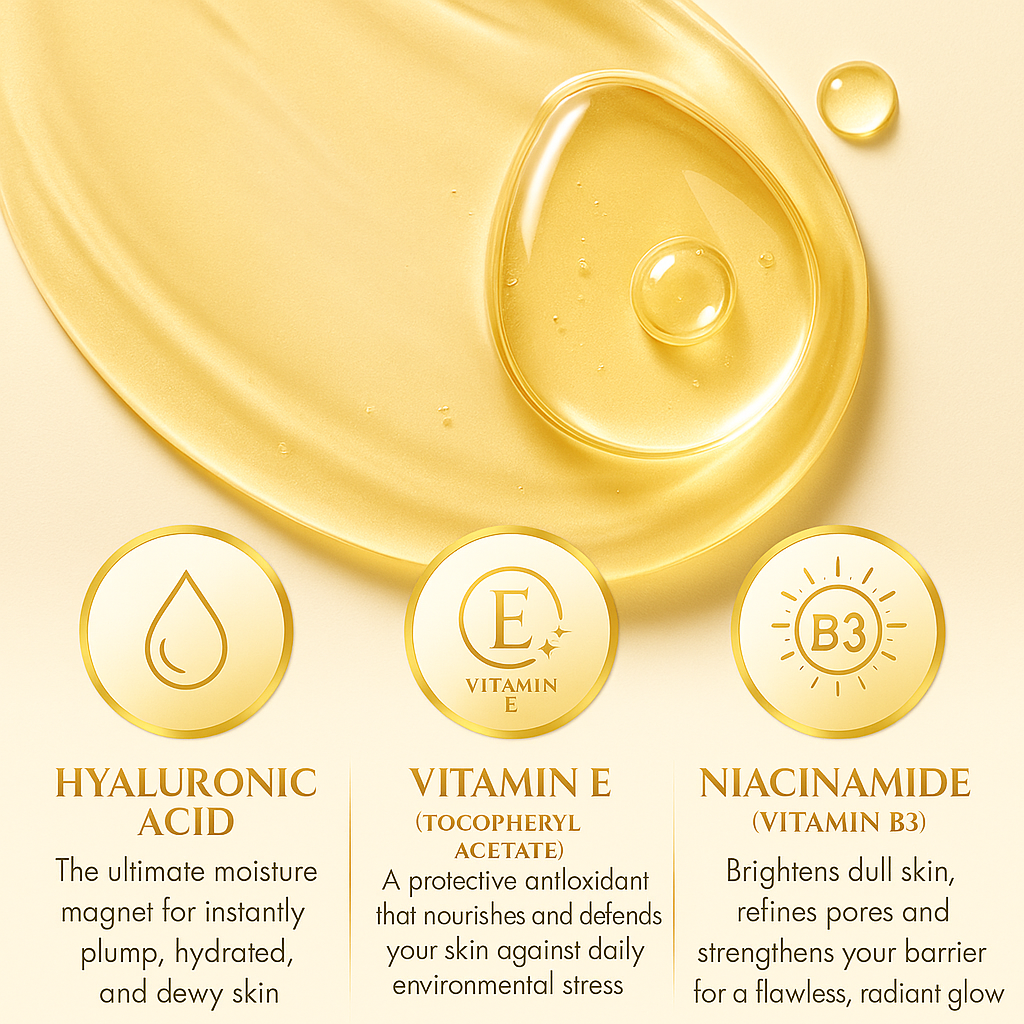 E
VITAMIN
E
B3
HYALURONIC
ACID
The ultimate moisture
magnet for instantly
plump, hydrated,
and dewy skin
VITAMIN E
(TOCOPHERYL
ACETATE)
A protective antloxidant
that nourishes and defends
your skin against daily
environmental stress
NIACINAMIDE
(VITAMIN B3)
Brightens dull skin,
refines pores and
strengthens your barrier
for a flawless, radiant glow